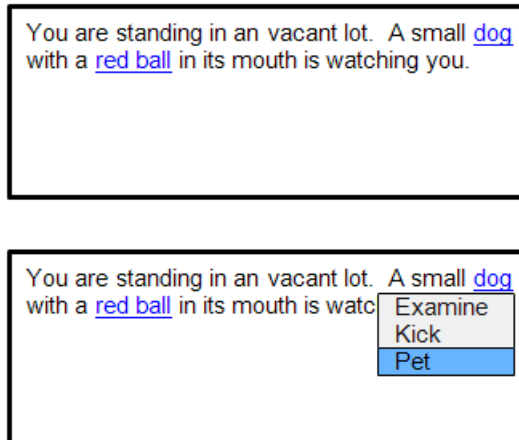 You are standing in an vacant lot.  A small dog
with a red ball in its mouth is watching you.
You are standing in an vacant lot.  A small dog
with a red ball in its mouth is watc
Examine
Kick
Pet